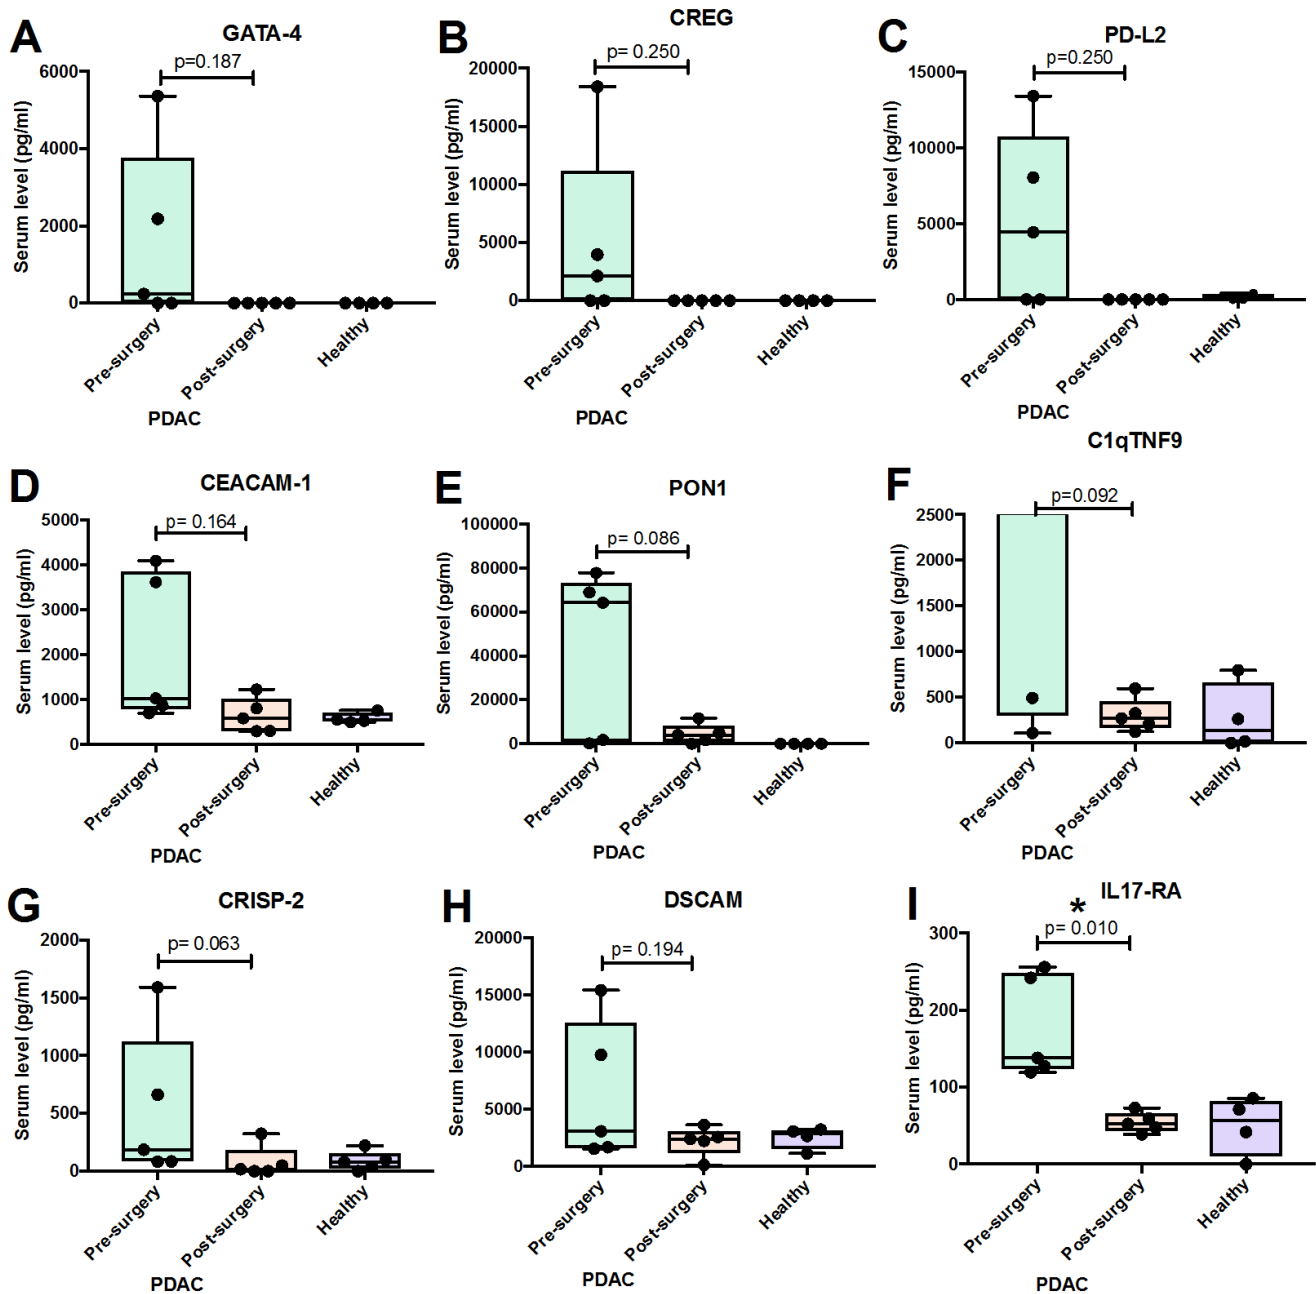 A
GATA-4
p=0.187
Serum level (pg/ml)
6000
4000
2000
0
Pre-surgery
Post-surgery
Healthy
PDAC
B
CREG
p= 0.250
Serum level (pg/ml)
20000
15000
10000
5000
0
Pre-surgery
Post-surgery
Healthy
PDAC
C
PD-L2
p=0.250
Serum level (pg/ml)
15000
10000
5000
0
Pre-surgery
Post-surgery
Healthy
PDAC
D
CEACAM-1
p= 0.164
Serum level (pg/ml)
5000
4000
3000
2000
1000
0
Pre-surgery
Post-surgery
Healthy
PDAC
E
PON1
p= 0.086
Serum level (pg/ml)
100000
80000
60000
40000
20000
0
Pre-surgery
Post-surgery
Healthy
PDAC
F
C1qTNF9
p=0.092
Serum level (pg/ml)
2500
2000
1500
1000
500
0
Pre-surgery
Post-surgery
Healthy
PDAC
G
CRISP-2
p= 0.063
Serum level (pg/ml)
2000
1500
1000
500
0
Pre-surgery
Post-surgery
Healthy
PDAC
H
DSCAM
p= 0.194
Serum level (pg/ml)
20000
15000
10000
5000
0
Pre-surgery
Post-surgery
Healthy
PDAC
I
IL17-RA
*
p= 0.010
Serum level (pg/ml)
300
200
100
0
Pre-surgery
Post-surgery
Healthy
PDAC